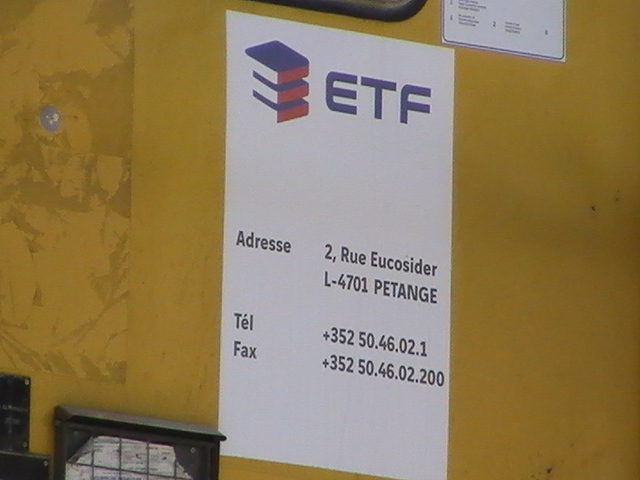 ETF
Adresse 2, Rue Eucosider
L-4701 PETANGE
Tél +352 50.46.02.1
Fax +352 50.46.02.200